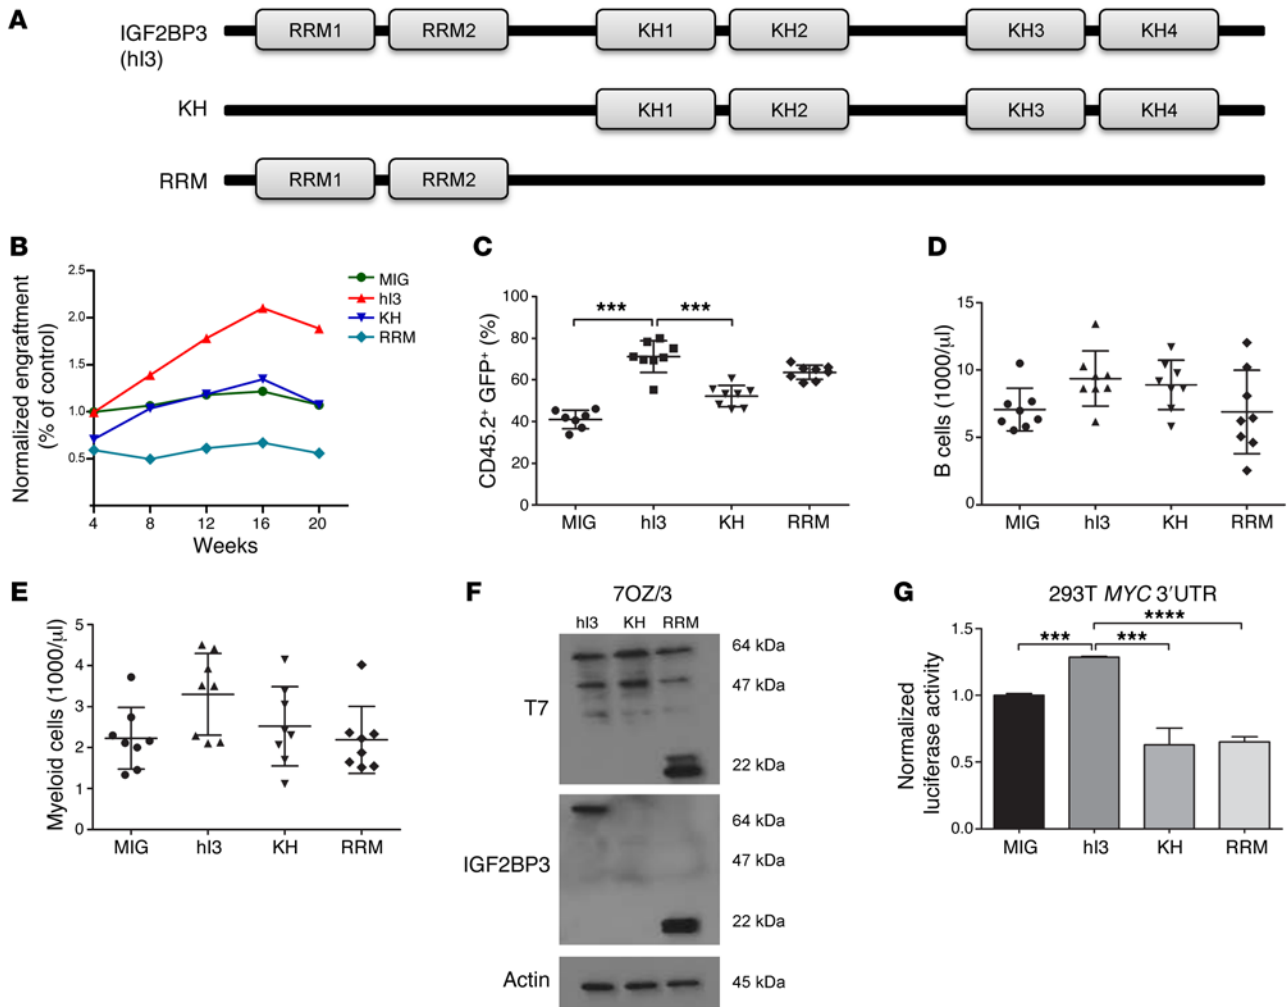 A
IGF2BP3
(hI3)
RRM1
RRM2
KH1
KH2
KH3
KH4
KH
KH1
KH2
KH3
KH4
RRM
RRM1
RRM2
B
Normalized engraftment
(% of control)
2.5
2.0
1.5
1.0
0.5
4
8
12
16
20
Weeks
MIG
hI3
KH
RRM
C
CD45.2⁺ GFP⁺ (%)
100
80
60
40
20
0
***
***
MIG
hI3
KH
RRM
D
B cells (1000/µl)
15
10
5
0
MIG
hI3
KH
RRM
E
Myeloid cells (1000/µl)
5
4
3
2
1
0
MIG
hI3
KH
RRM
F
7OZ/3
hI3
KH
RRM
T7
64 kDa
47 kDa
22 kDa
IGF2BP3
64 kDa
47 kDa
22 kDa
Actin
45 kDa
G
293T MYC 3′UTR
Normalized
luciferase activity
1.5
1.0
0.5
0.0
***
***
****
MIG
hI3
KH
RRM